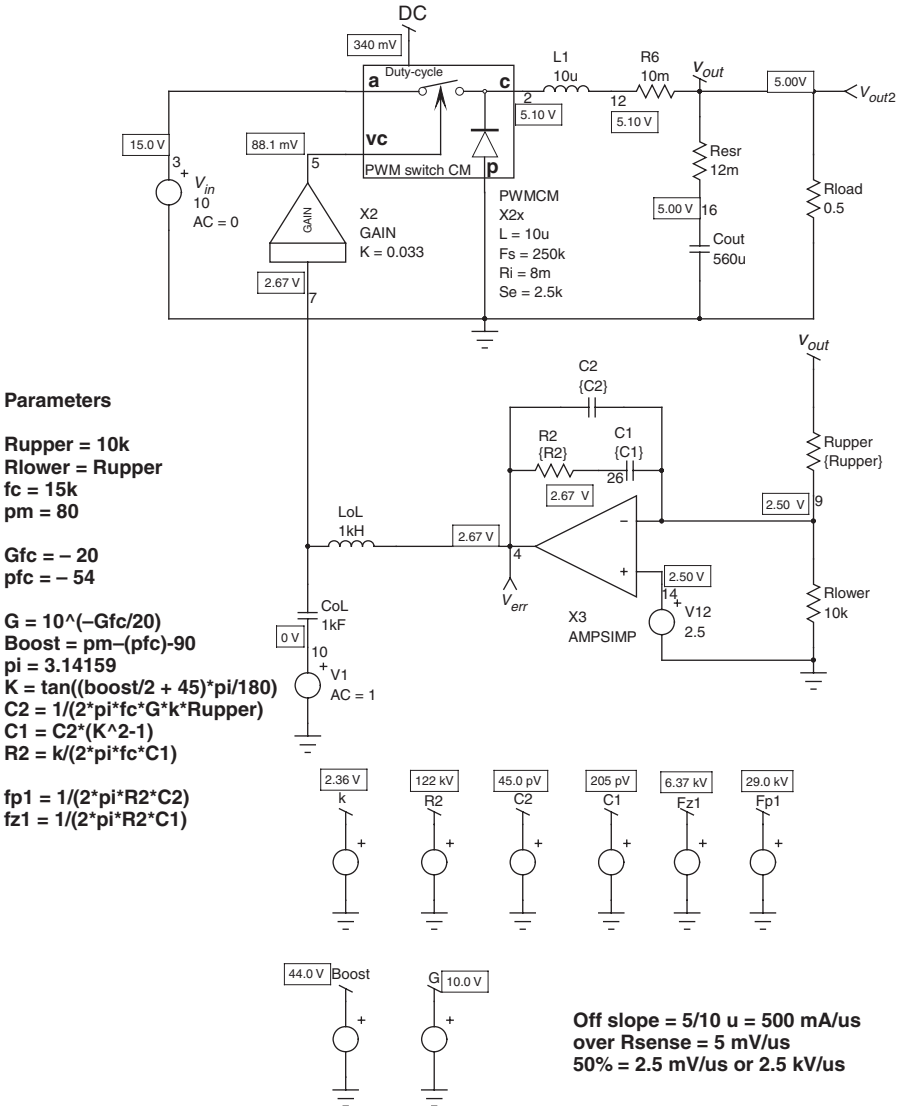 DC
340 mV
Duty-cycle
a
c
vc
p
PWM switch CM
L1
10u
R6
10m
vout
5.00V
Vout2
2
5.10 V
12
5.10 V
15.0 V
3
+
Vin
10
AC = 0
88.1 mV
5
GAIN
X2
GAIN
K = 0.033
2.67 V
7
PWMCM
X2x
L = 10u
Fs = 250k
Ri = 8m
Se = 2.5k
Resr
12m
5.00 V
16
Cout
560u
Rload
0.5
vout
Rupper
{Rupper}
2.50 V
9
Rlower
10k
C2
{C2}
R2
{R2}
C1
{C1}
26
2.67 V
−
+
2.50 V
14
+
V12
2.5
X3
AMPSIMP
2.67 V
4
Verr
LoL
1kH
CoL
1kF
0 V
10
+
V1
AC = 1
Parameters
Rupper = 10k
Rlower = Rupper
fc = 15k
pm = 80
Gfc = – 20
pfc = – 54
G = 10^(–Gfc/20)
Boost = pm–(pfc)-90
pi = 3.14159
K = tan((boost/2 + 45)*pi/180)
C2 = 1/(2*pi*fc*G*k*Rupper)
C1 = C2*(K^2-1)
R2 = k/(2*pi*fc*C1)
fp1 = 1/(2*pi*R2*C2)
fz1 = 1/(2*pi*R2*C1)
2.36 V
k
+
122 kV
R2
+
45.0 pV
C2
+
205 pV
C1
+
6.37 kV
Fz1
+
29.0 kV
Fp1
+
44.0 V
Boost
+
G
10.0 V
+
Off slope = 5/10 u = 500 mA/us
over Rsense = 5 mV/us
50% = 2.5 mV/us or 2.5 kV/us